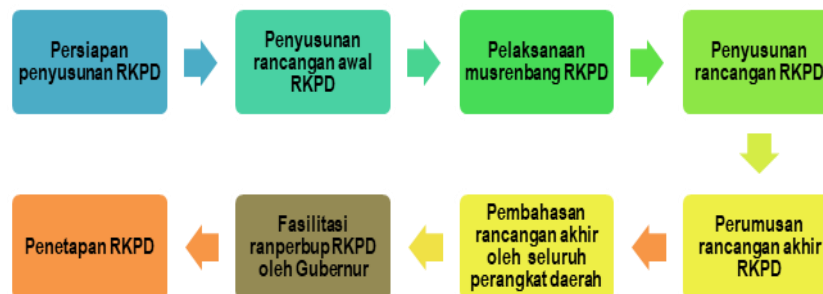 Persiapan
penyusunan RKPD
Penyusunan
rancangan awal
RKPD
Pelaksanaan
musrenbang RKPD
Penyusunan
rancangan RKPD
Perumusan
rancangan akhir
RKPD
Pembahasan
rancangan akhir
oleh seluruh
perangkat daerah
Fasilitasi
ranperbup RKPD
oleh Gubernur
Penetapan RKPD